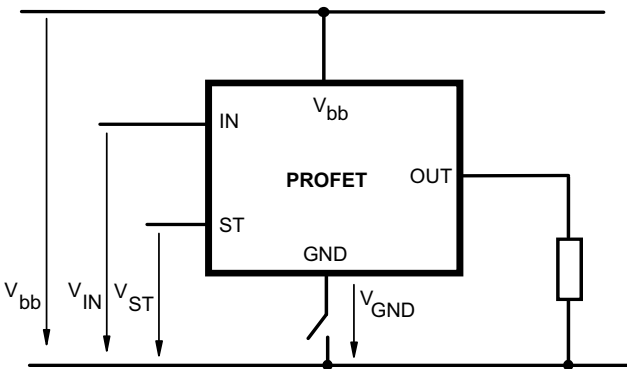 V_bb
IN
PROFET
OUT
ST
GND
V_bb
V_IN
V_ST
V_GND